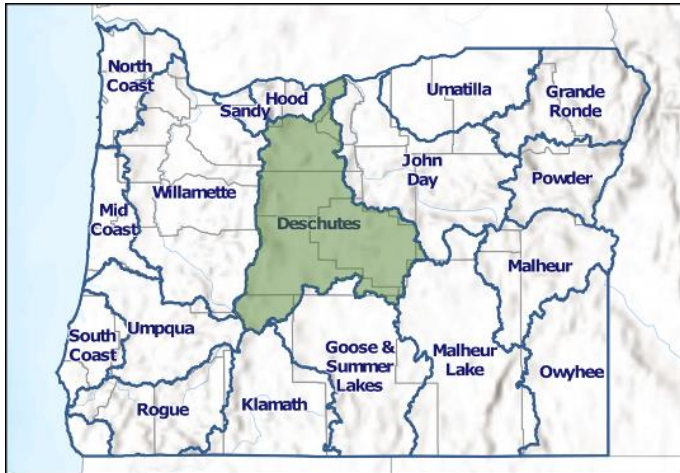 North
Coast
Sandy
Hood
Umatilla
Grande
Ronde
John
Day
Willamette
Powder
Mid
Coast
Deschutes
Malheur
South
Coast
Umpqua
Goose &
Summer
Lakes
Malheur
Lake
Owyhee
Rogue
Klamath